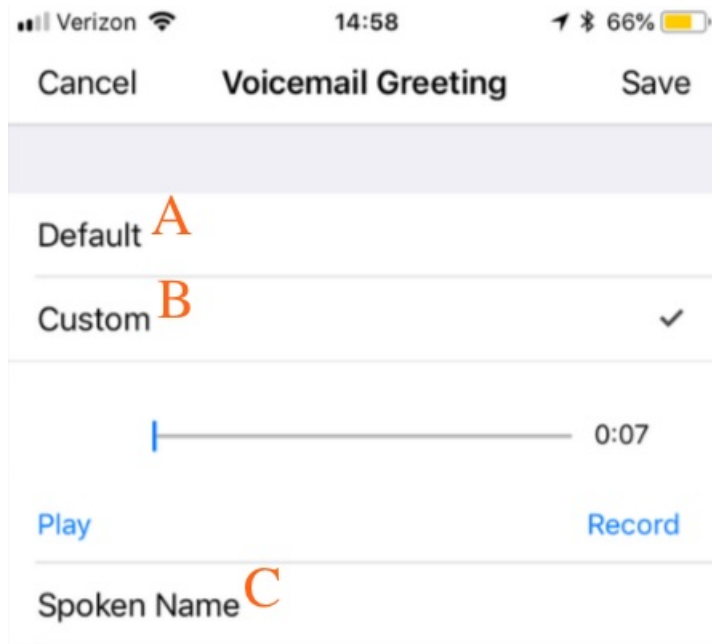 Verizon 14:58 66%
Cancel Voicemail Greeting Save
Default A
Custom B
0:07
Play Record
Spoken Name C